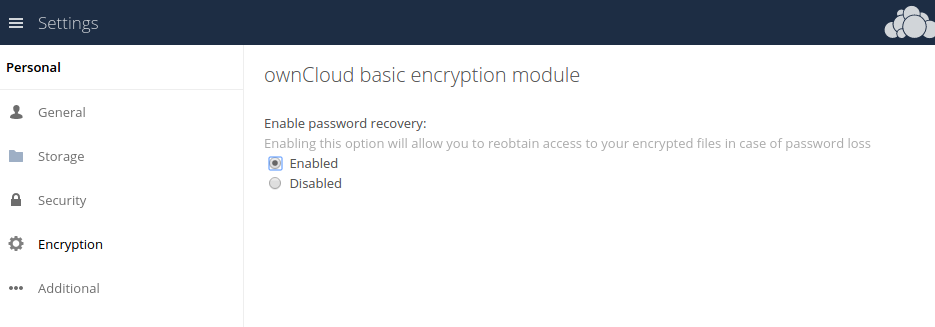 Settings
Personal
General
Storage
Security
Encryption
Additional
ownCloud basic encryption module
Enable password recovery:
Enabling this option will allow you to reobtain access to your encrypted files in case of password loss
Enabled
Disabled